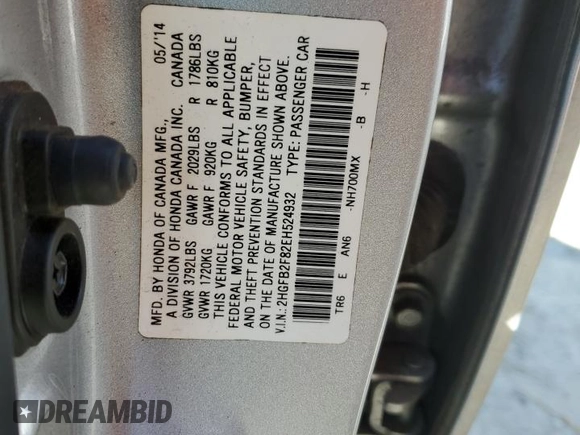 MFD. BY HONDA OF CANADA MFG., 05/'14
A DIVISION OF HONDA CANADA INC. CANADA
GVWR 3792LBS GAWR F 2029LBS R 1786LBS
GVWR 1720KG GAWR F 920KG R 810KG
THIS VEHICLE CONFORMS TO ALL APPLICABLE
FEDERAL MOTOR VEHICLE SAFETY, BUMPER,
AND THEFT PREVENTION STANDARDS IN EFFECT
ON THE DATE OF MANUFACTURE SHOWN ABOVE.
V.I.N.: 2HGFB2F82EH524932 TYPE: PASSENGER CAR
TR6 E AN6 -NH700MX -B -H
DREAMBID